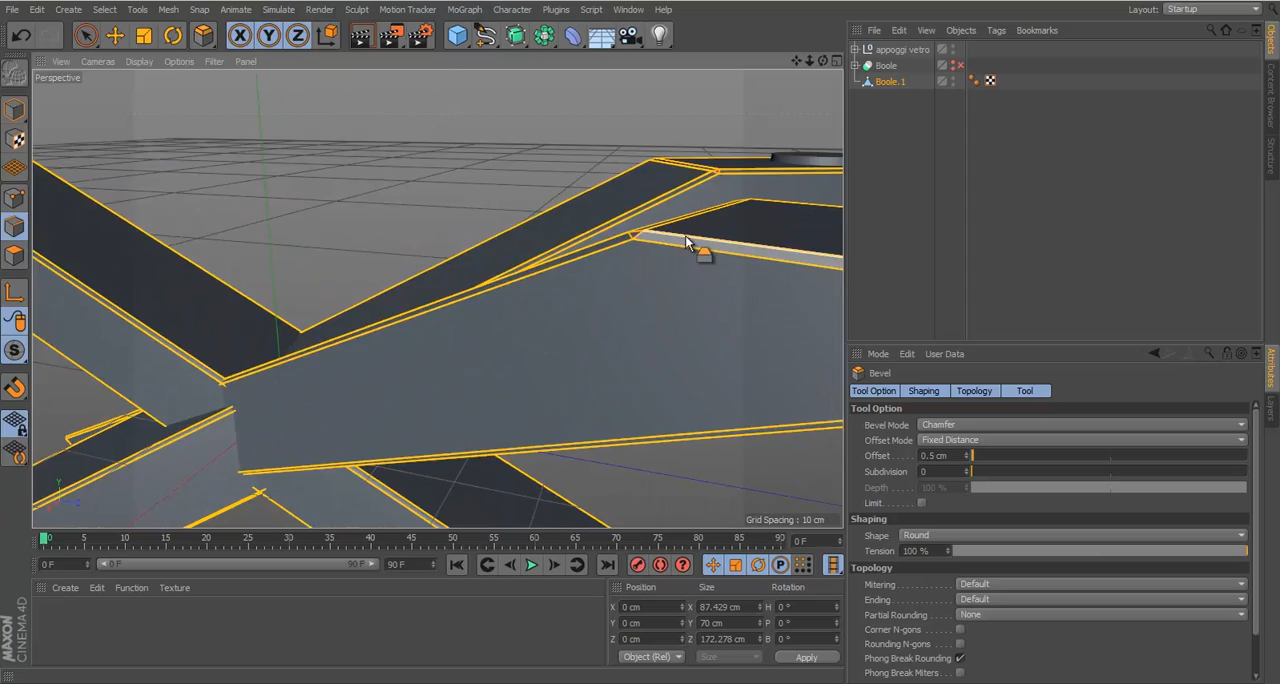 File Edit Create Select Tools Mesh Snap Animate Simulate Render Sculpt Motion Tracker MoGraph Character Plugins Script Window Help Layout: Startup
X Y Z
View Cameras Display Options Filter Panel
Perspective
Grid Spacing : 10 cm
File Edit View Objects Tags Bookmarks
appoggi vetro
Boole
Boole.1
Objects
Content Browser
Structure
Mode Edit User Data
Bevel
Tool Option Shaping Topology Tool
Tool Option
Bevel Mode Chamfer
Offset Mode Fixed Distance
Offset 0.5 cm
Subdivision 0
Depth 100 %
Limit
Shaping
Shape Round
Tension 100 %
Topology
Mitering Default
Ending Default
Partial Rounding None
Corner N-gons
Rounding N-gons
Phong Break Rounding
Phong Break Miters
Attributes
Layers
0 5 10 15 20 25 30 35 40 45 50 55 60 65 70 75 80 85 90 0 F
0 F 0 F 90 F 90 F
Create Edit Function Texture
Position Size Rotation
X 0 cm X 87.429 cm H 0 °
Y 0 cm Y 70 cm P 0 °
Z 0 cm Z 172.278 cm B 0 °
Object (Rel) Size Apply
MAXON
CINEMA 4D